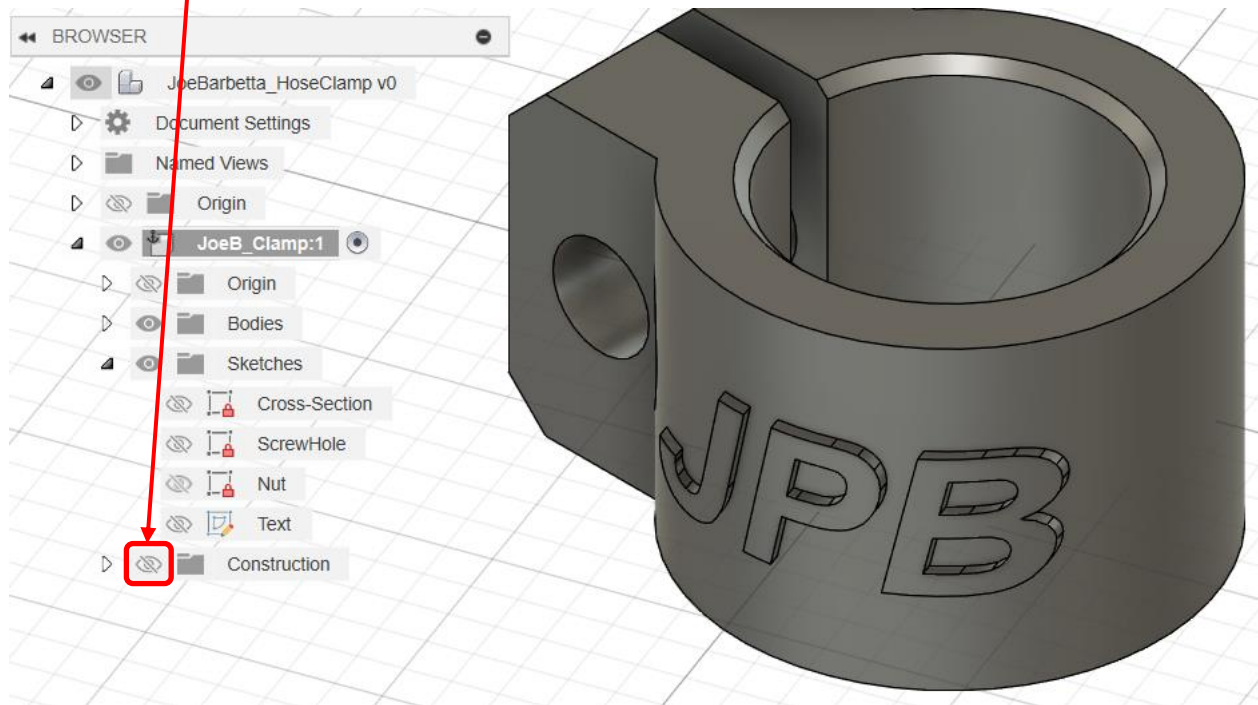 BROWSER
JoeBarbetta_HoseClamp v0
Document Settings
Named Views
Origin
JoeB_Clamp:1
Origin
Bodies
Sketches
Cross-Section
ScrewHole
Nut
Text
Construction
JPB